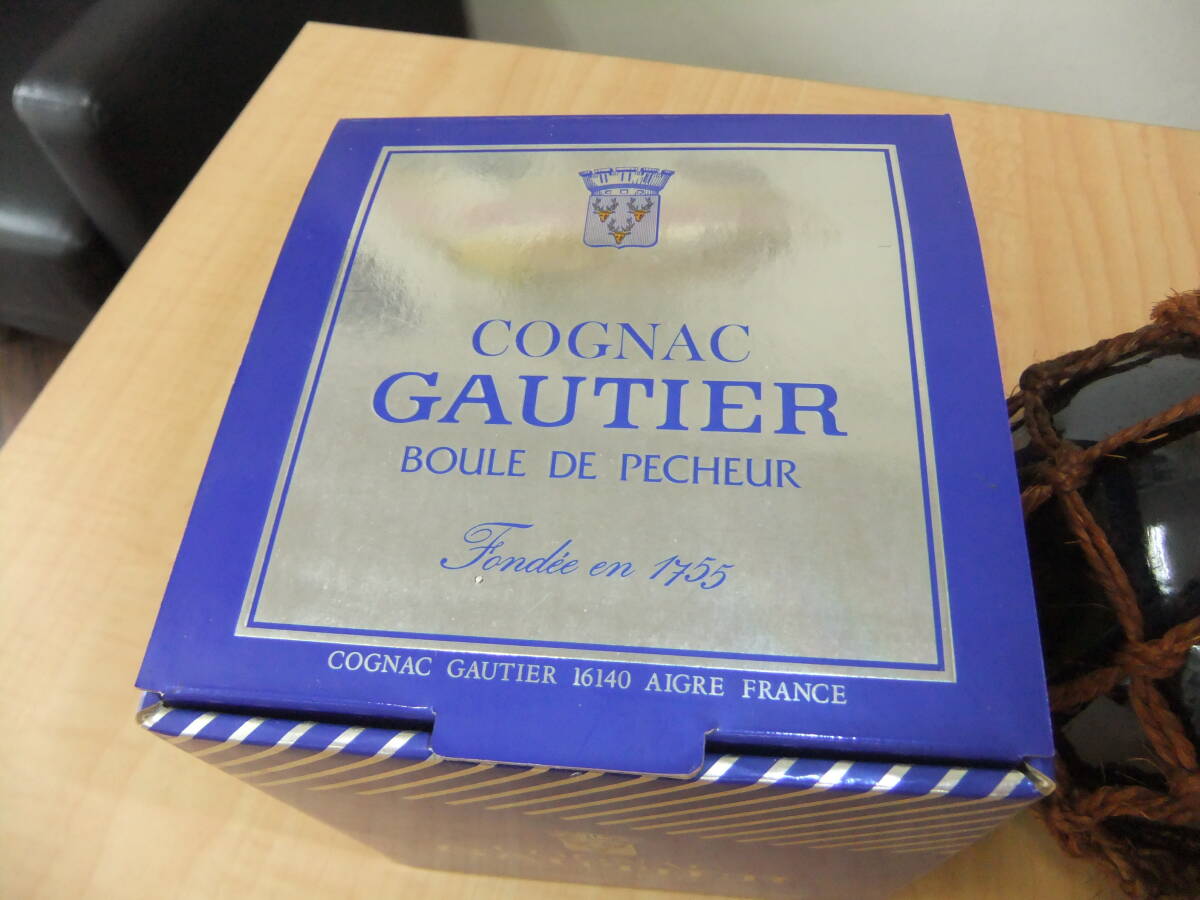 COGNAC
GAUTIER
BOULE DE PECHEUR
Fondée en 1755
COGNAC GAUTIER 16140 AIGRE FRANCE